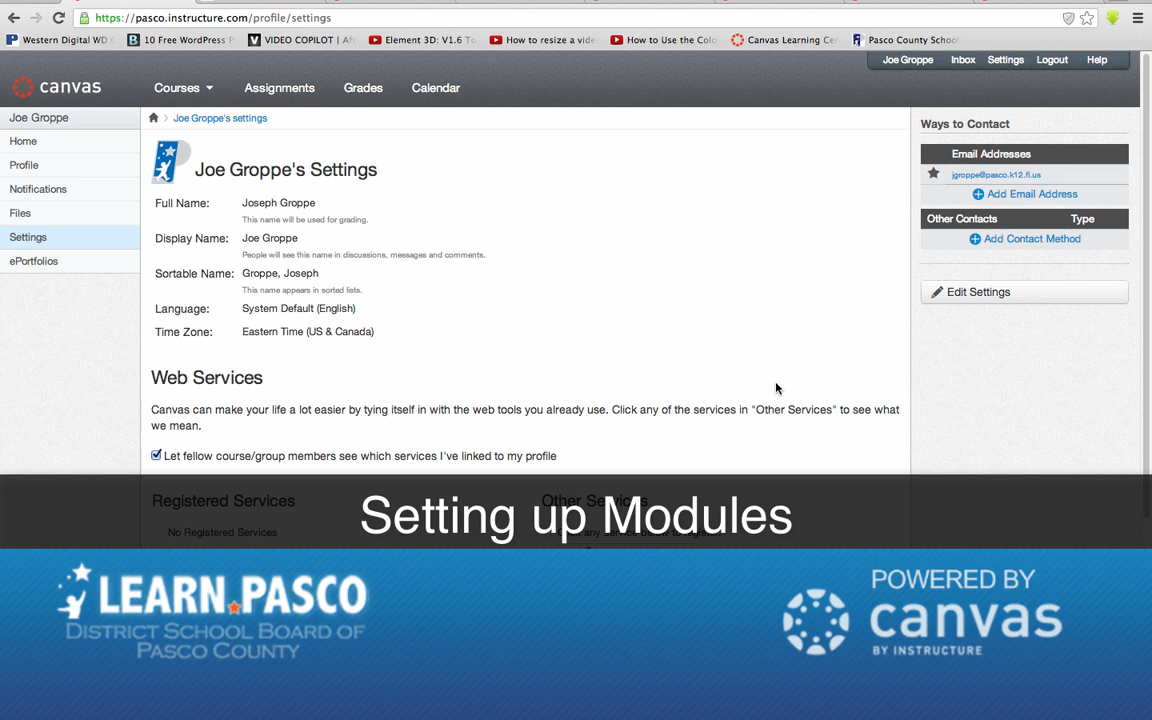 https://pasco.instructure.com/profile/settings
Western Digital WD
10 Free WordPress
VIDEO COPILOT | Af
Element 3D: V1.6 T
How to resize a vide
How to Use the Colo
Canvas Learning Ce
Pasco County Schoo
Joe Groppe Inbox Settings Logout Help
canvas Courses Assignments Grades Calendar
Joe Groppe
Home
Profile
Notifications
Files
Settings
ePortfolios
Joe Groppe's settings
Joe Groppe's Settings
Full Name: Joseph Groppe
This name will be used for grading.
Display Name: Joe Groppe
People will see this name in discussions, messages and comments.
Sortable Name: Groppe, Joseph
This name appears in sorted lists.
Language: System Default (English)
Time Zone: Eastern Time (US & Canada)
Web Services
Canvas can make your life a lot easier by tying itself in with the web tools you already use. Click any of the services in "Other Services" to see what
we mean.
Let fellow course/group members see which services I've linked to my profile
Registered Services
No Registered Services
Other Services
any service below to register
Ways to Contact
Email Addresses
jgroppe@pasco.k12.fl.us
Add Email Address
Other Contacts Type
Add Contact Method
Edit Settings
Setting up Modules
LEARN PASCO
DISTRICT SCHOOL BOARD OF
PASCO COUNTY
POWERED BY
canvas
BY INSTRUCTURE